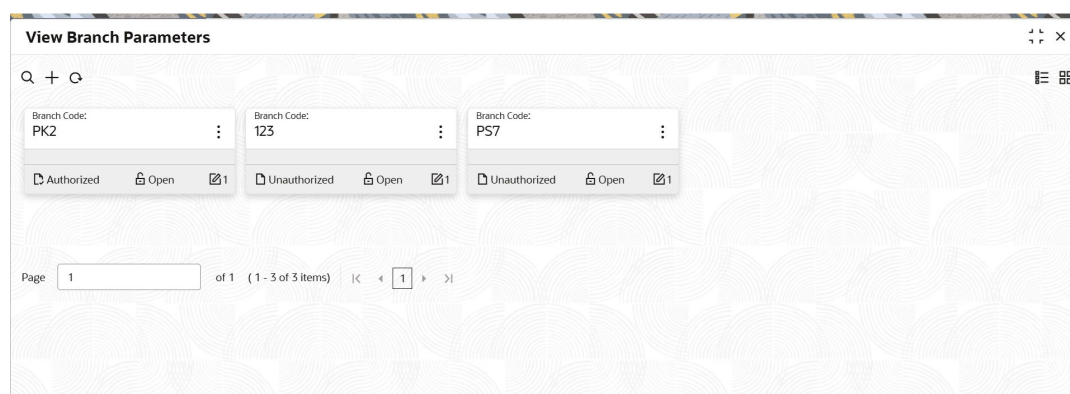 View Branch Parameters
Branch Code:
PK2
Authorized Open 1
Branch Code:
123
Unauthorized Open 1
Branch Code:
PS7
Unauthorized Open 1
Page 1 of 1 ( 1 - 3 of 3 items) 1